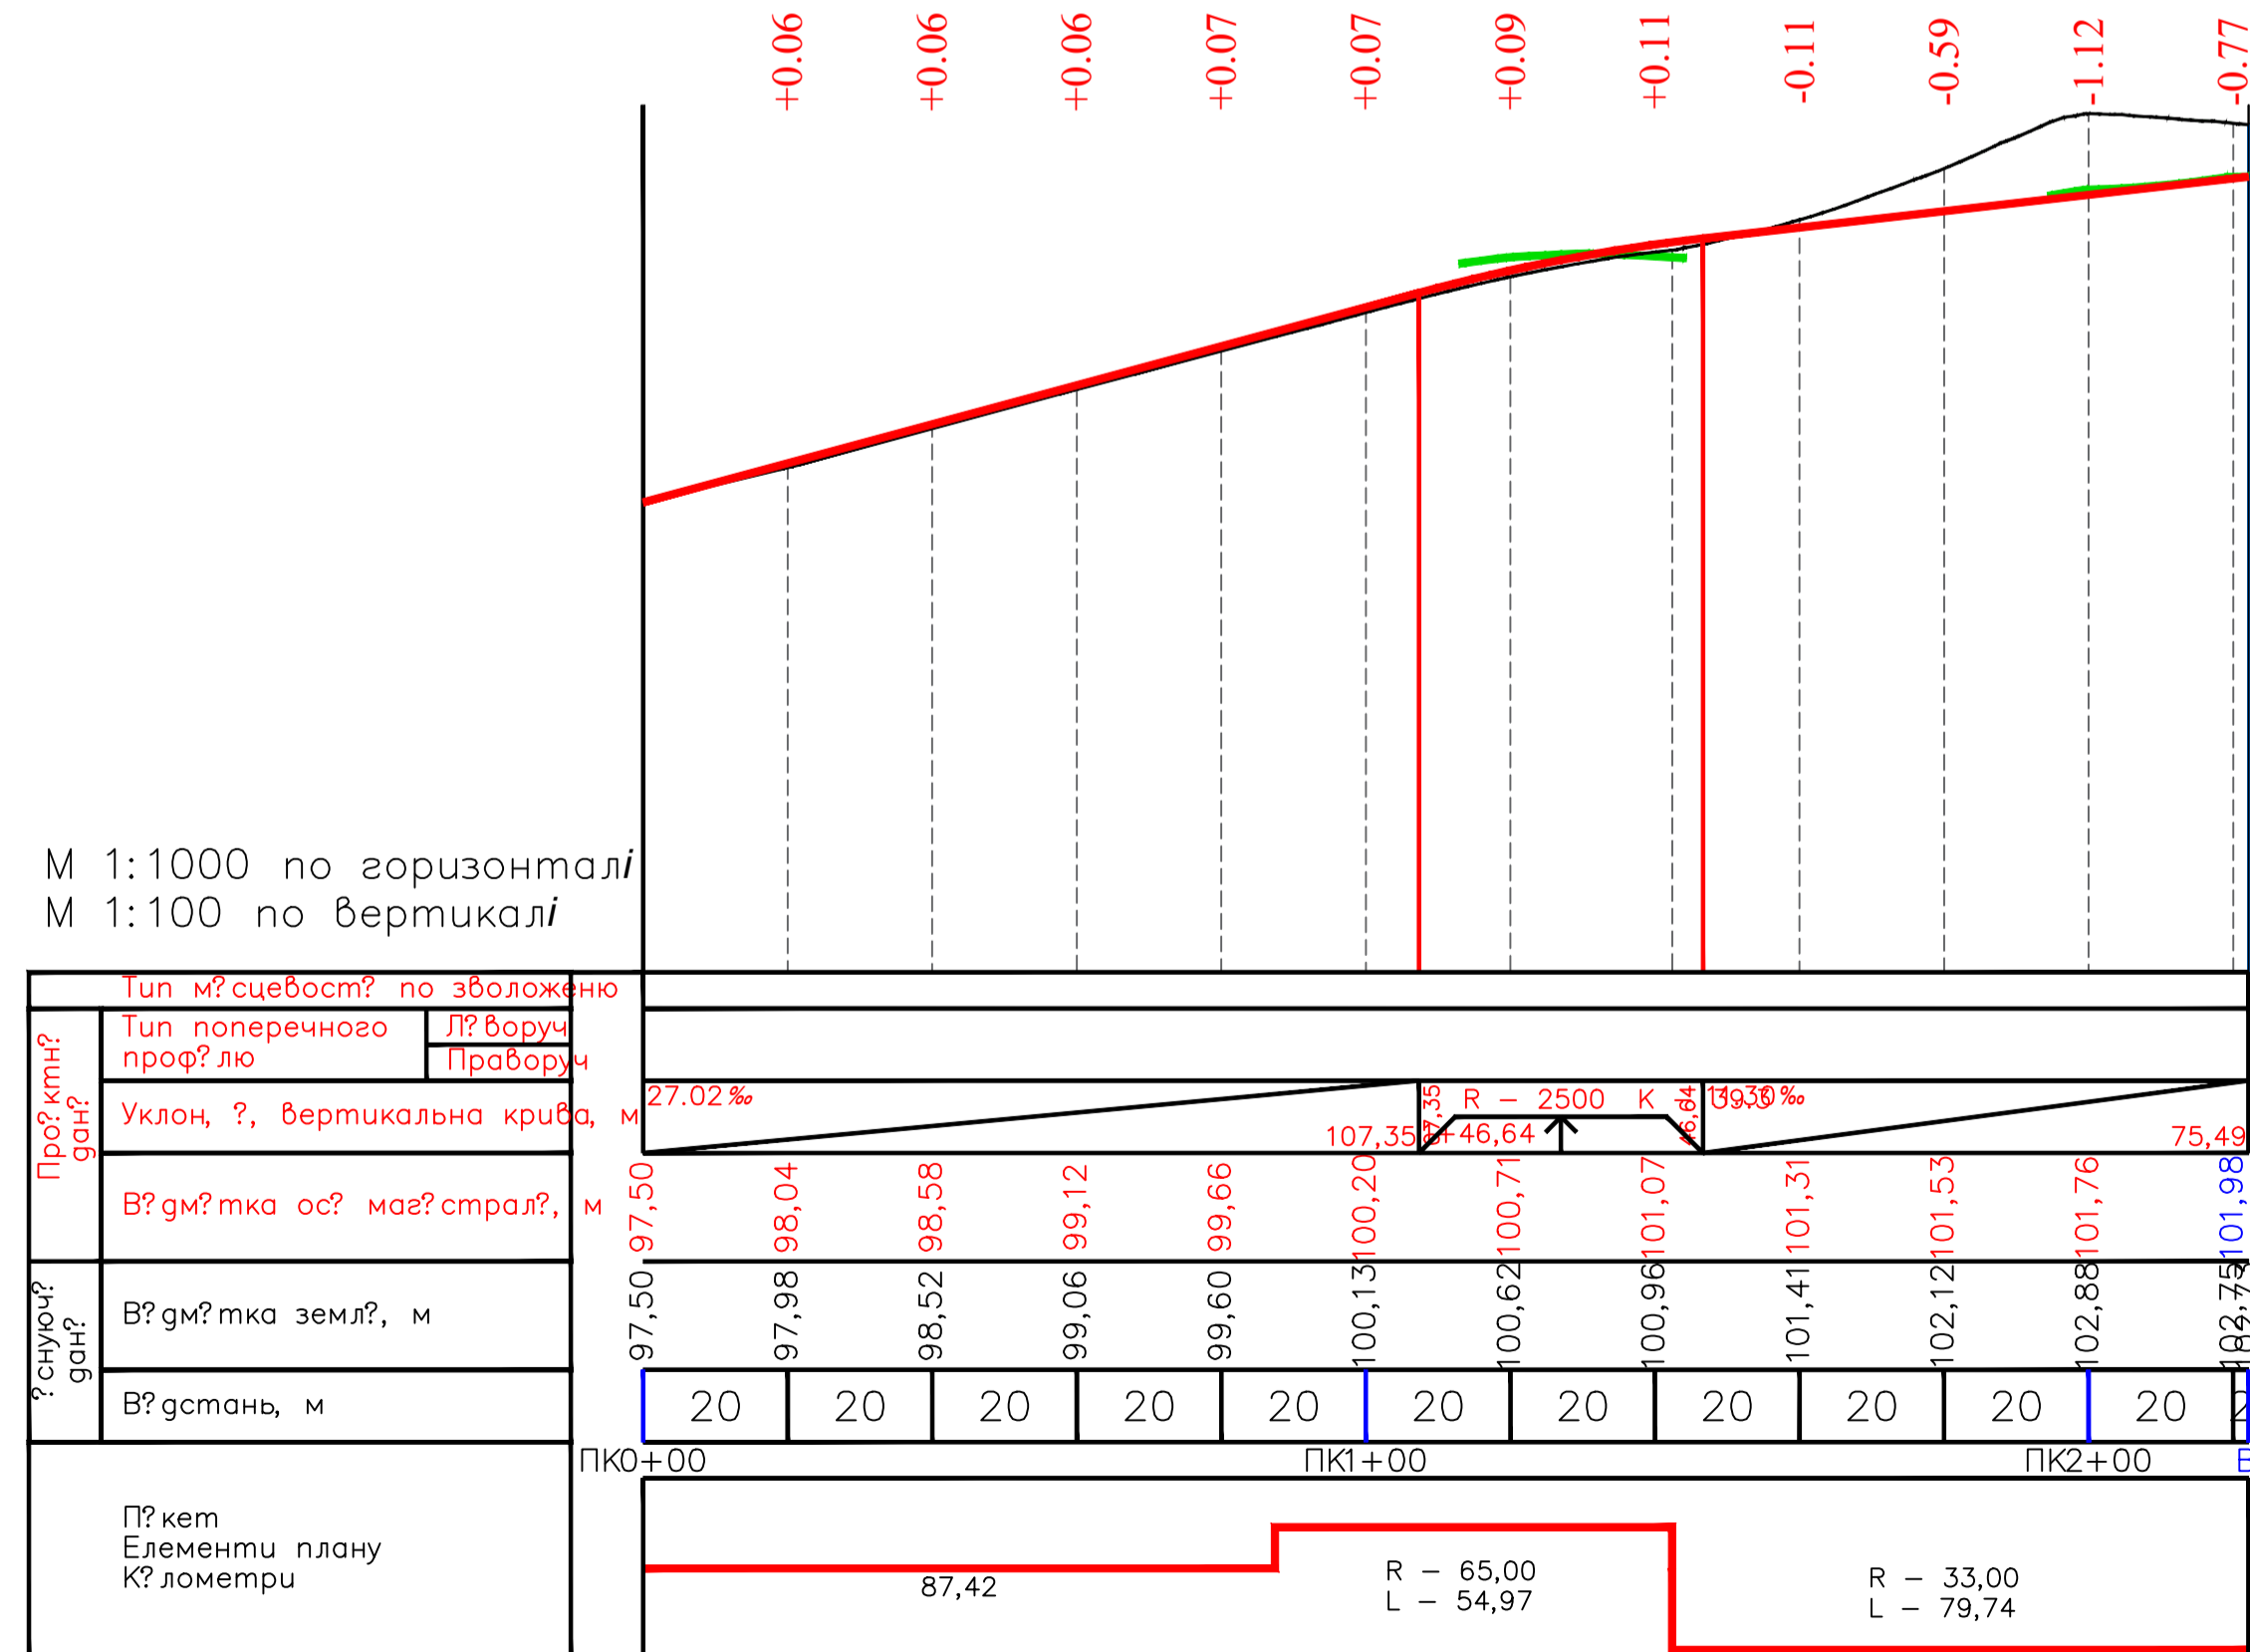 +0.06
+0.06
+0.06
+0.07
+0.07
+0.09
+0.11
-0.11
-0.59
-1.12
-0.77
М 1:1000 по горизонталі
М 1:100 по вертикалі
Тип м?сцевост? по зволоженю
Про?ктн? дан?
Тип поперечного
проф?лю
Л?воруч
Праворуч
Уклон, ?, вертикальна крива, м
27.02‰
107,35
R – 2500 К
+46,64
46,64
75,49
В?дм?тка ос? маг?страл?, м
97,50
98,04
98,58
99,12
99,66
100,20
100,71
101,07
101,31
101,53
101,76
101,98
?снуюч? дан?
В?дм?тка земл?, м
97,50
97,98
98,52
99,06
99,60
100,13
100,62
100,96
101,41
102,12
102,88
102,75
В?дстань, м
20 20 20 20 20 20 20 20 20 20 20
ПК0+00
ПК1+00
ПК2+00
П?кет
Елементи плану
К?лометри
87,42
R – 65,00
L – 54,97
R – 33,00
L – 79,74